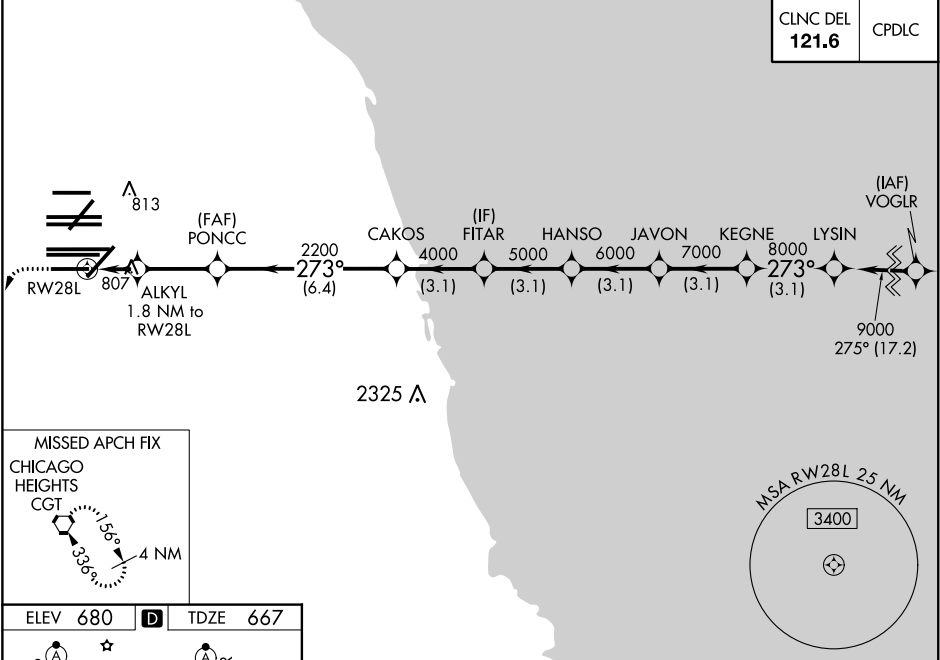 CLNC DEL
121.6
CPDLC
813
(FAF)
PONCC
RW28L
807
ALKYL
1.8 NM to
RW28L
2200
273°
(6.4)
CAKOS
4000
(3.1)
(IF)
FITAR
5000
(3.1)
HANSO
6000
(3.1)
JAVON
7000
(3.1)
KEGNE
8000
273°
(3.1)
LYSIN
(IAF)
VOGLR
9000
275° (17.2)
2325
MISSED APCH FIX
CHICAGO
HEIGHTS
CGT
156°
336°
4 NM
MSA RW28L 25 NM
3400
ELEV 680
D
TDZE 667
A
A